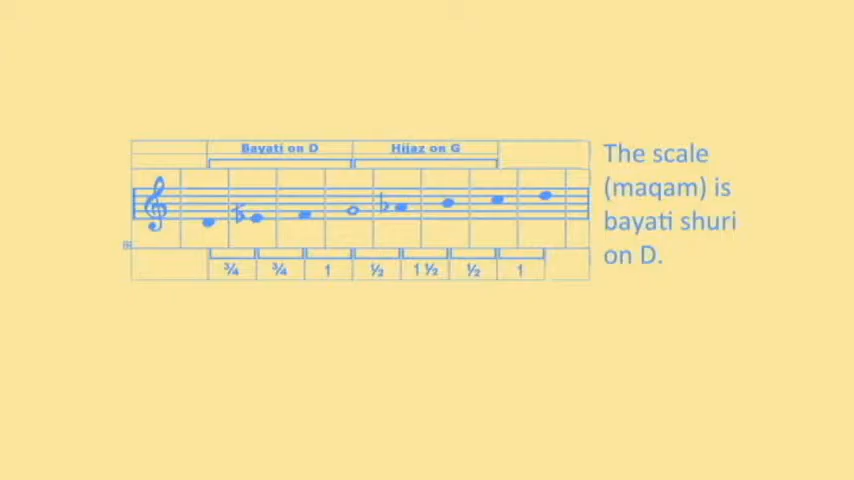 Bayati on D Hijaz on G
The scale
(maqam) is
bayati shuri
on D.
¾ ¾ 1 ½ 1 ½ ½ 1